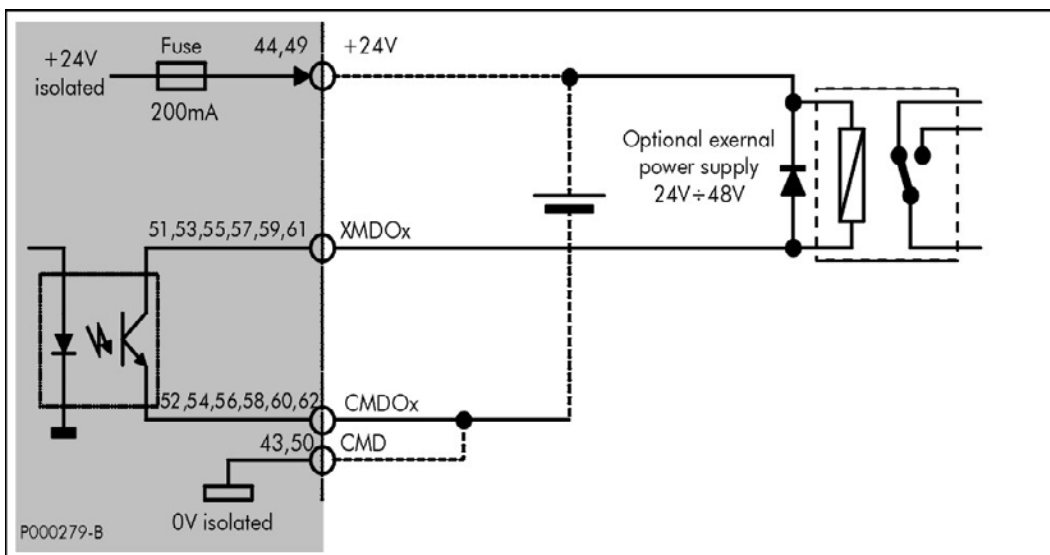 +24V
isolated
Fuse
200mA
44,49
+24V
Optional exernal
power supply
24V÷48V
51,53,55,57,59,61
XMDOx
52,54,56,58,60,62
CMDOx
43,50
CMD
0V isolated
P000279-B